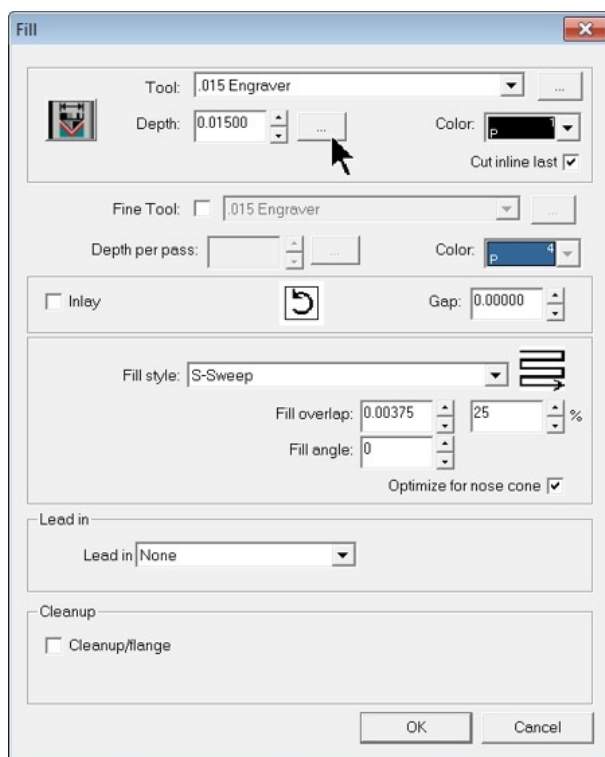 Fill
Tool: .015 Engraver ...
Depth: 0.01500 ... Color: P 1
Cut inline last
Fine Tool: .015 Engraver ...
Depth per pass: ... Color: P 4
Inlay Gap: 0.00000
Fill style: S-Sweep
Fill overlap: 0.00375 25 %
Fill angle: 0
Optimize for nose cone
Lead in
Lead in None
Cleanup
Cleanup/flange
OK Cancel